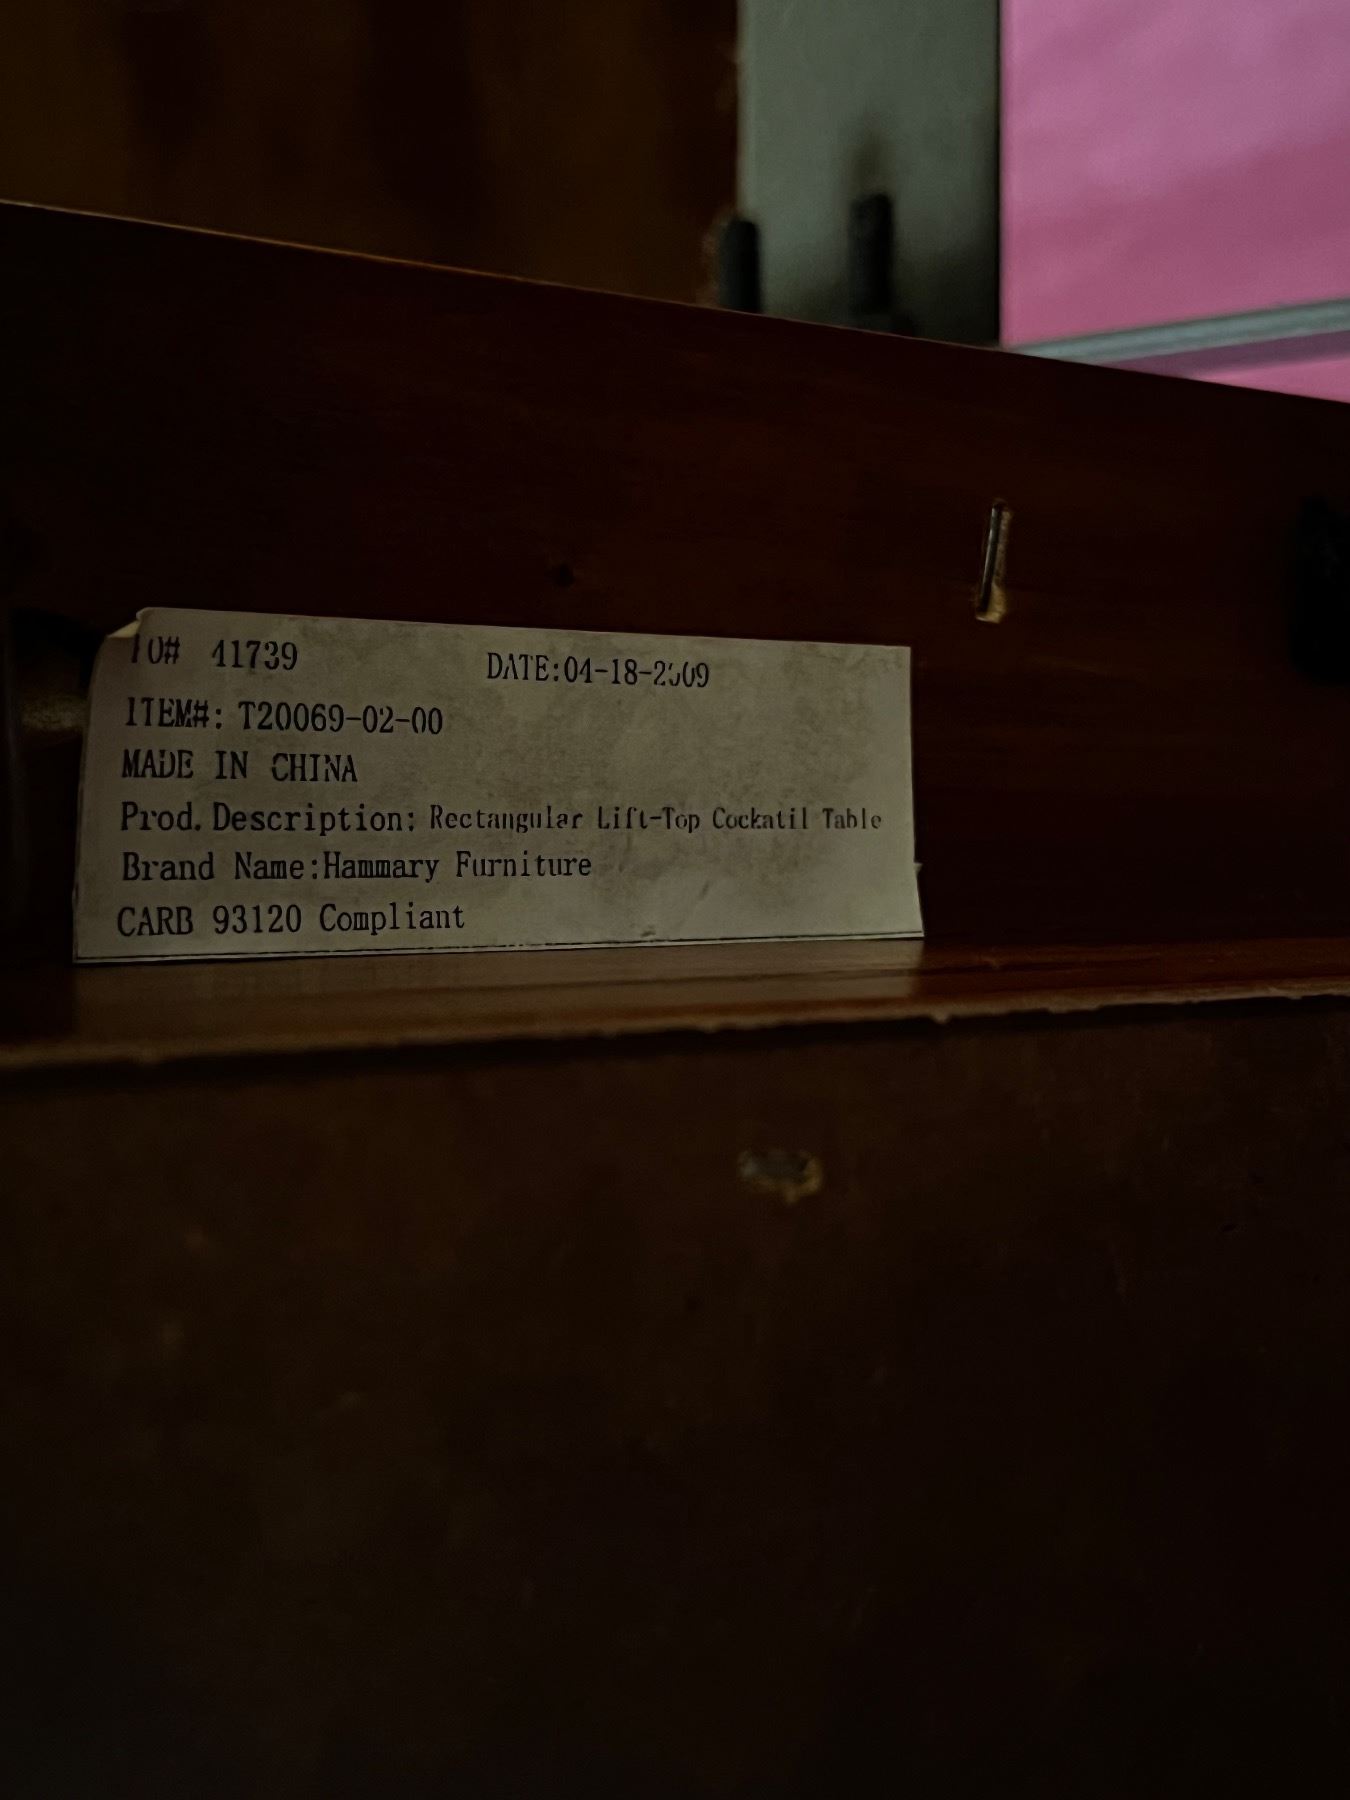 41739 DATE:04-18-2009
ITEM#: T20069-02-00
MADE IN CHINA
Prod. Description: Rectangular Lift-Top Cockatil Table
Brand Name:Hammary Furniture
CARB 93120 Compliant